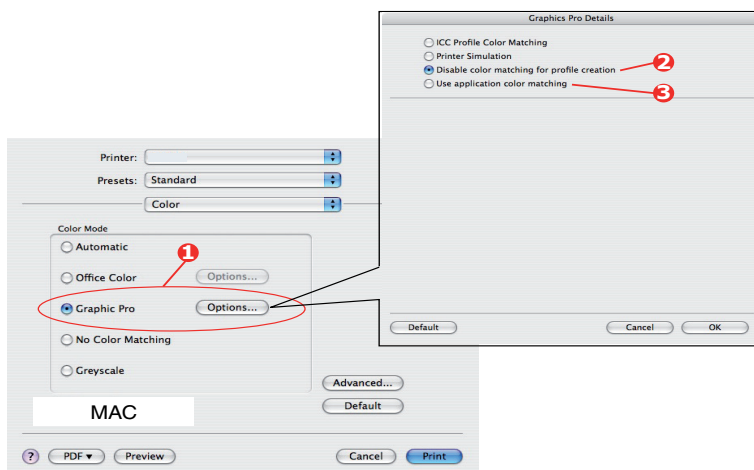 Graphics Pro Details
ICC Profile Color Matching
Printer Simulation
Disable color matching for profile creation
2
Use application color matching
3
Default
Cancel
OK
Printer:
Presets: Standard
Color
Color Mode
Automatic
1
Office Color Options...
Graphic Pro Options...
No Color Matching
Greyscale
Advanced...
MAC
Default
? PDF ▾ Preview Cancel Print